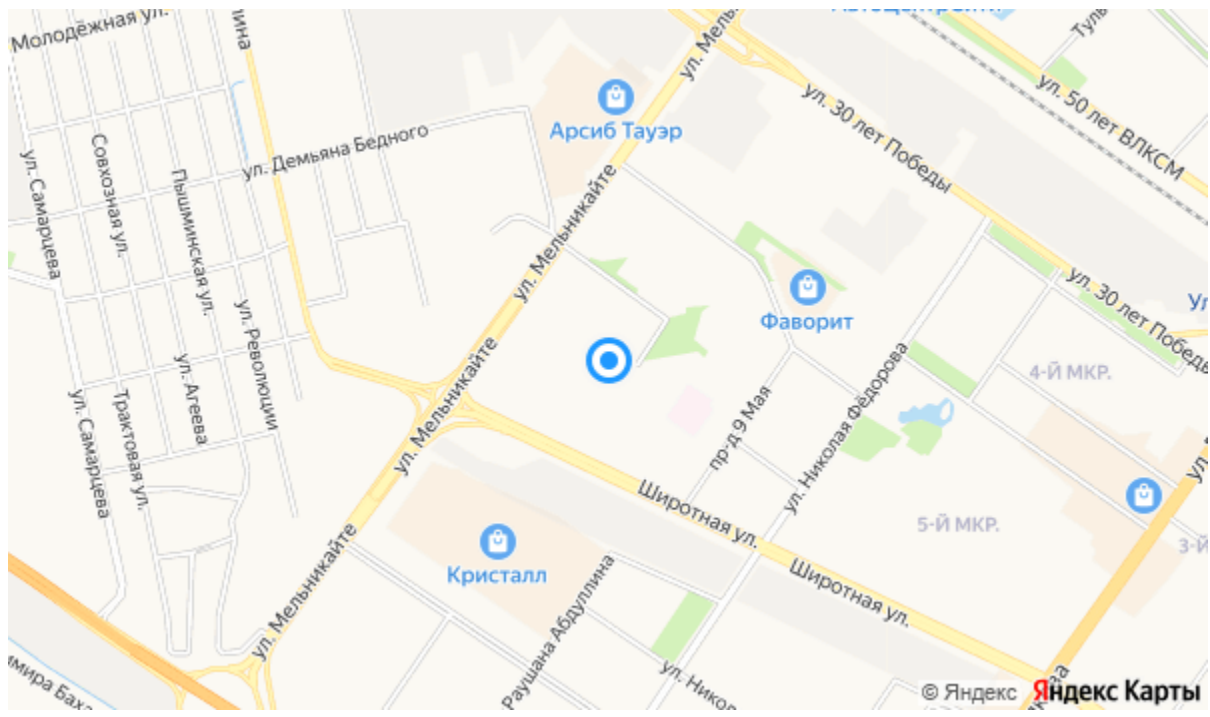 Молодёжная ул.
ул. Мельникайте
ул. 30 лет Победы
ул. 50 лет ВЛКСМ
Арсиб Тауэр
ул. Демьяна Бедного
ул. Самарцева
Совхозная ул.
Пышминская ул.
ул. Мельникайте
ул. 30 лет Победы
Фаворит
ул. Революции
ул. Агеева
4-Й МКР.
ул. Мельникайте
ул. Самарцева
Трактовая ул.
пр-д 9 Мая
ул. Николая Фёдорова
Широтная ул.
5-Й МКР.
Кристалл
ул. Мельникайте
Широтная ул.
Раушана Абдуллина
© Яндекс Яндекс Карты